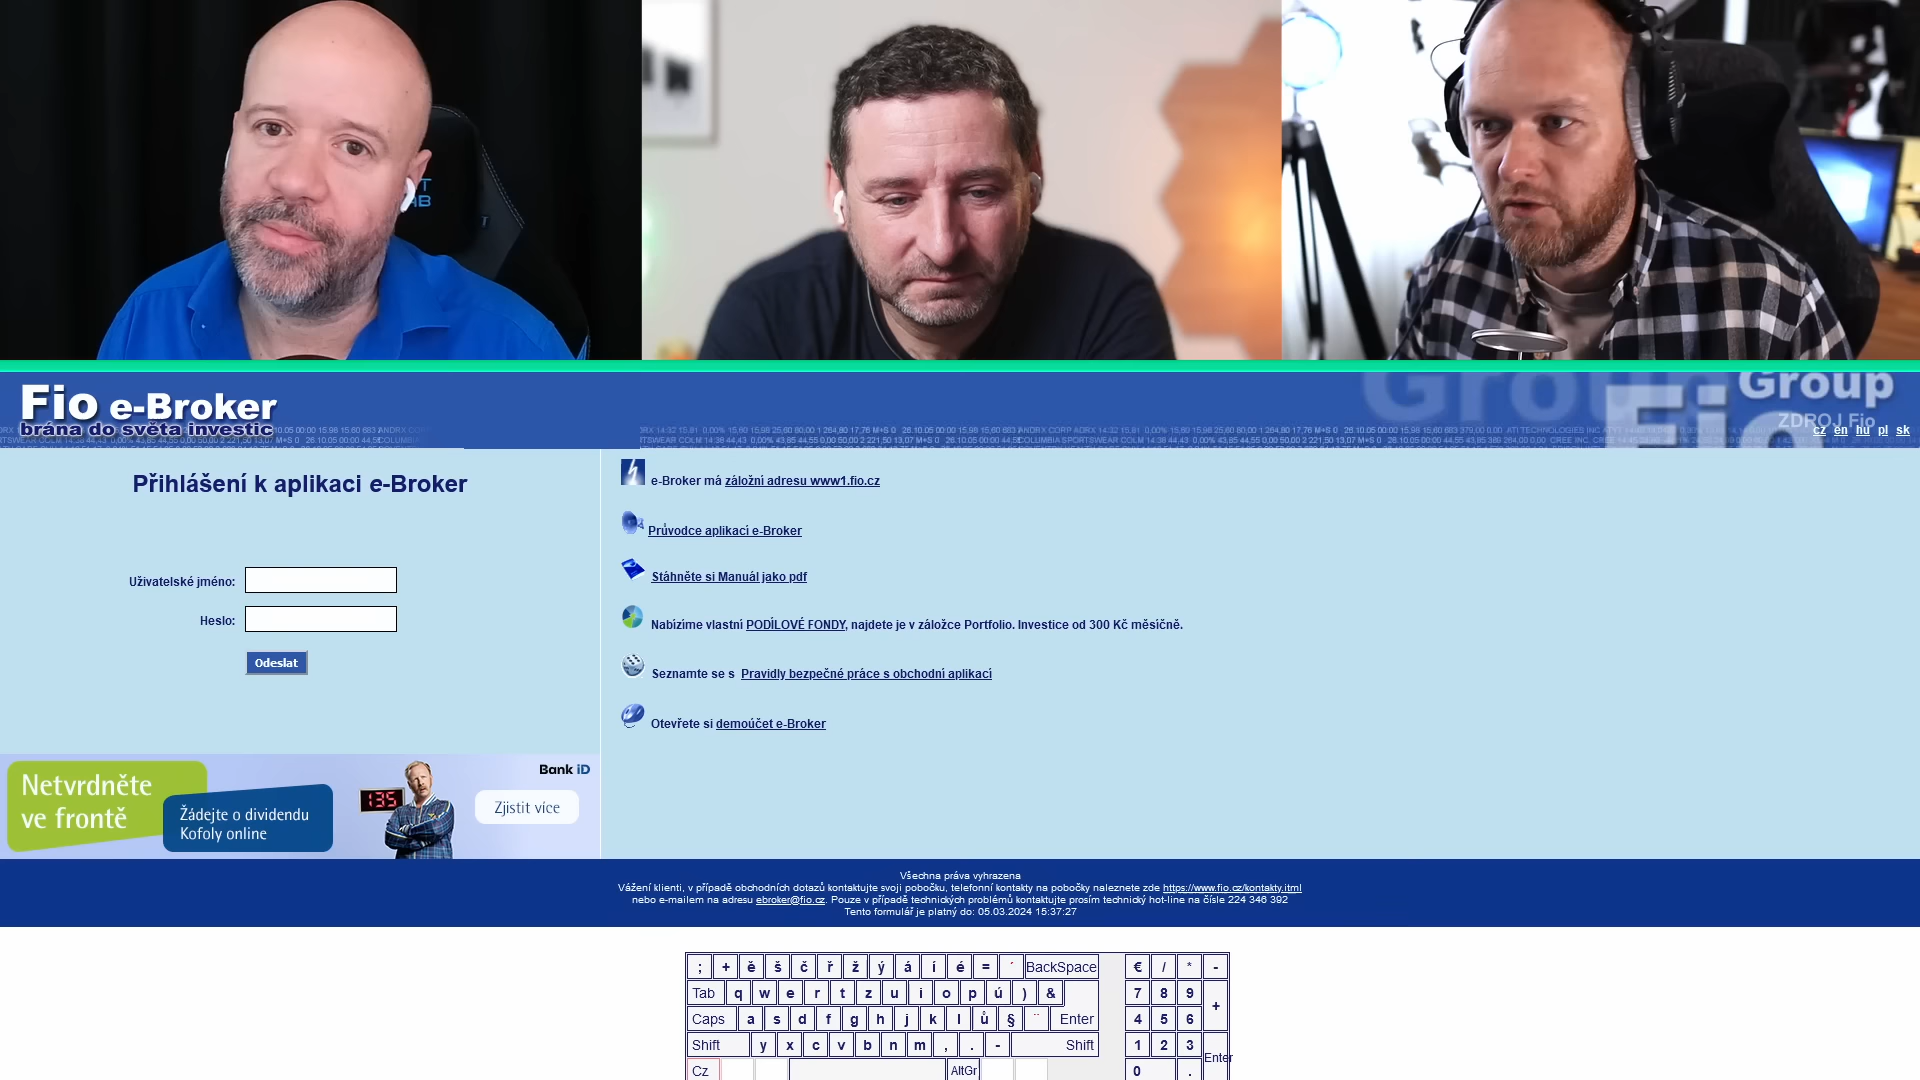 Fio e-Broker
brána do světa investic
Group
Fio
Group
ZDROJ Fio
cz en hu pl sk
Přihlášení k aplikaci e-Broker
Uživatelské jméno:
Heslo:
Odeslat
e-Broker má záložní adresu www1.fio.cz
Průvodce aplikací e-Broker
Stáhněte si Manuál jako pdf
Nabízíme vlastní PODÍLOVÉ FONDY, najdete je v záložce Portfolio. Investice od 300 Kč měsíčně.
Seznamte se s Pravidly bezpečné práce s obchodní aplikací
Otevřete si demoúčet e-Broker
Netvrdněte
ve frontě
Žádejte o dividendu
Kofoly online
135
Bank iD
Zjistit více
Všechna práva vyhrazena
Vážení klienti, v případě obchodních dotazů kontaktujte svoji pobočku, telefonní kontakty na pobočky naleznete zde https://www.fio.cz/kontakty.itml
nebo e-mailem na adresu ebroker@fio.cz. Pouze v případě technických problémů kontaktujte prosím technický hot-line na čísle 224 346 392
Tento formulář je platný do: 05.03.2024 15:37:27
; + ě š č ř ž ý á í é = ´ BackSpace € / * -
Tab q w e r t z u i o p ú ) & 7 8 9 +
Caps a s d f g h j k l ů § ¨ Enter 4 5 6
Shift y x c v b n m , . - Shift 1 2 3 Enter
Cz AltGr 0 .